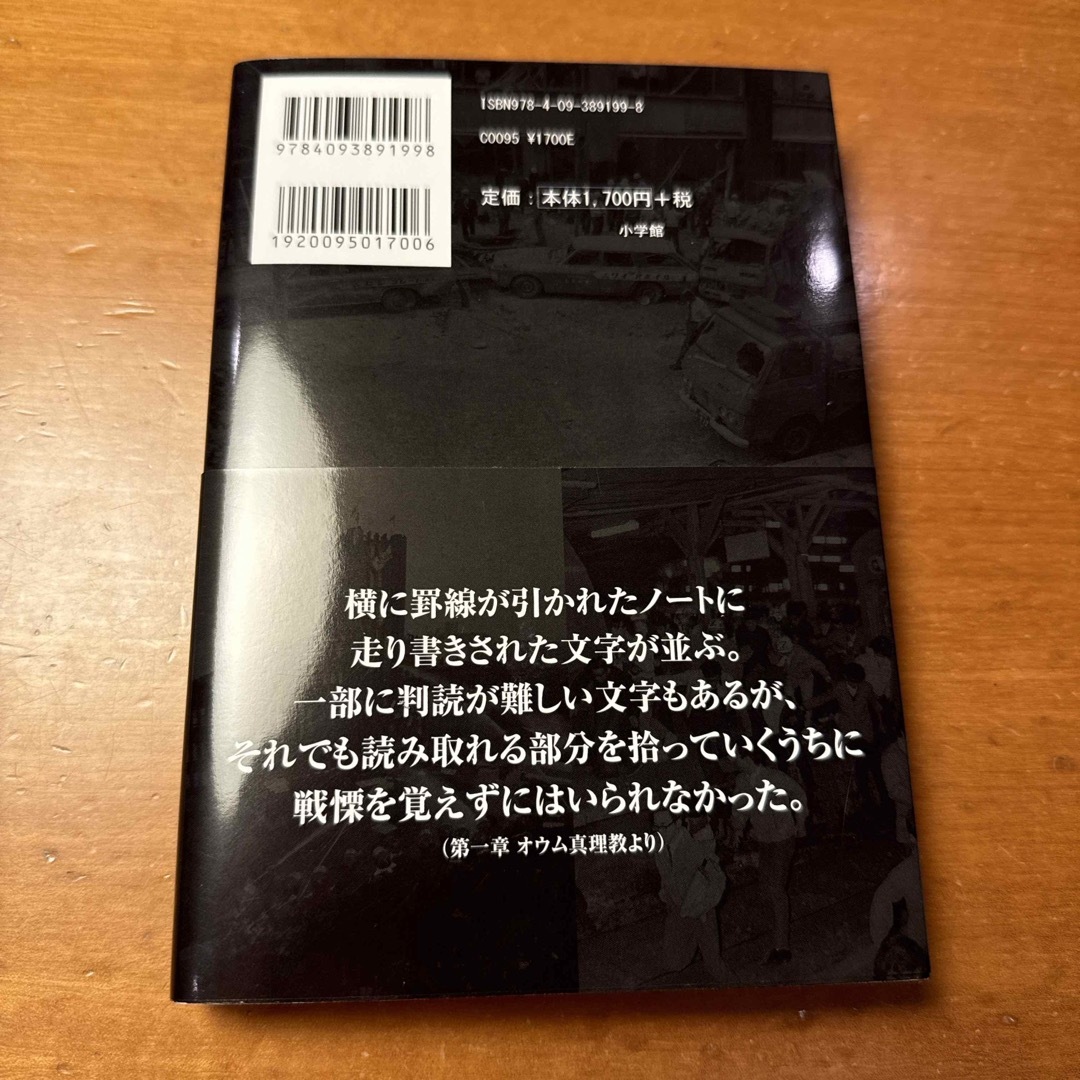 9784093891998
1920095017006
ISBN978-4-09-389199-8
C0095 ¥1700E
定価：本体1,700円＋税
小学館
横に罫線が引かれたノートに
走り書きされた文字が並ぶ。
一部に判読が難しい文字もあるが、
それでも読み取れる部分を拾っていくうちに
戦慄を覚えずにはいられなかった。
（第一章 オウム真理教より）